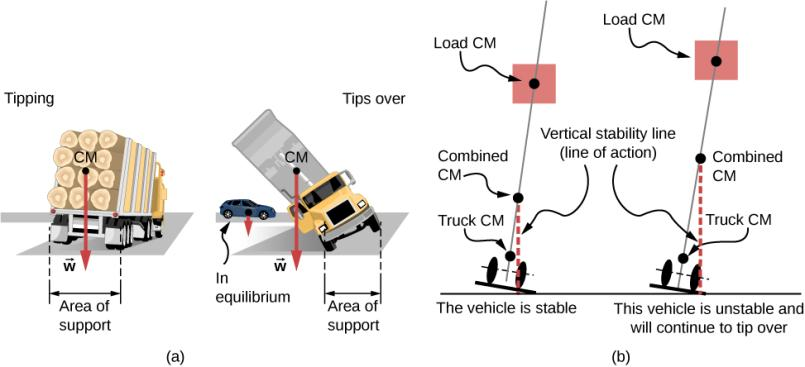 Tipping
Tips over
CM
CM
w
w
In
equilibrium
Area of
support
Area of
support
(a)
Load CM
Load CM
Vertical stability line
(line of action)
Combined
CM
Combined
CM
Truck CM
Truck CM
The vehicle is stable
This vehicle is unstable and
will continue to tip over
(b)